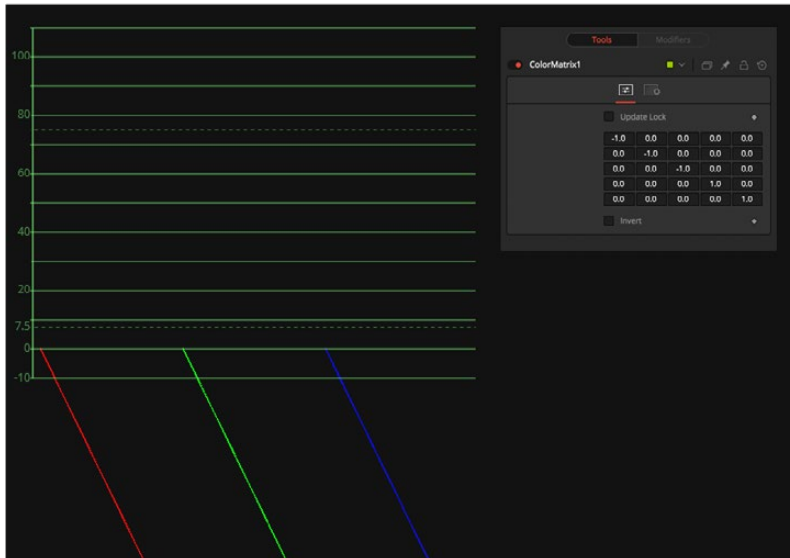 100
80
60
40
20
7.5
0
-10
Tools Modifiers
ColorMatrix1
Update Lock
-1.0 0.0 0.0 0.0 0.0
0.0 -1.0 0.0 0.0 0.0
0.0 0.0 -1.0 0.0 0.0
0.0 0.0 0.0 1.0 0.0
0.0 0.0 0.0 0.0 1.0
Invert